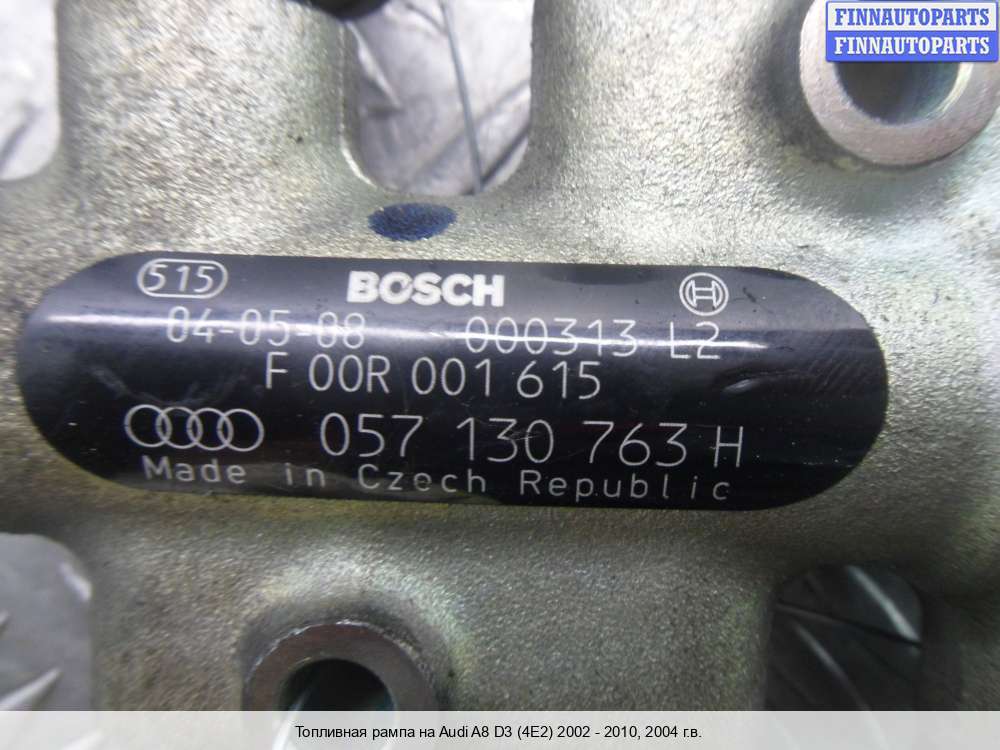 FINNAUTOPARTS
FINNAUTOPARTS
515 BOSCH H
04-05-08 000313 L2
F 00R 001 615
057 130 763 H
Made in Czech Republic
Топливная рампа на Audi A8 D3 (4E2) 2002 - 2010, 2004 г.в.